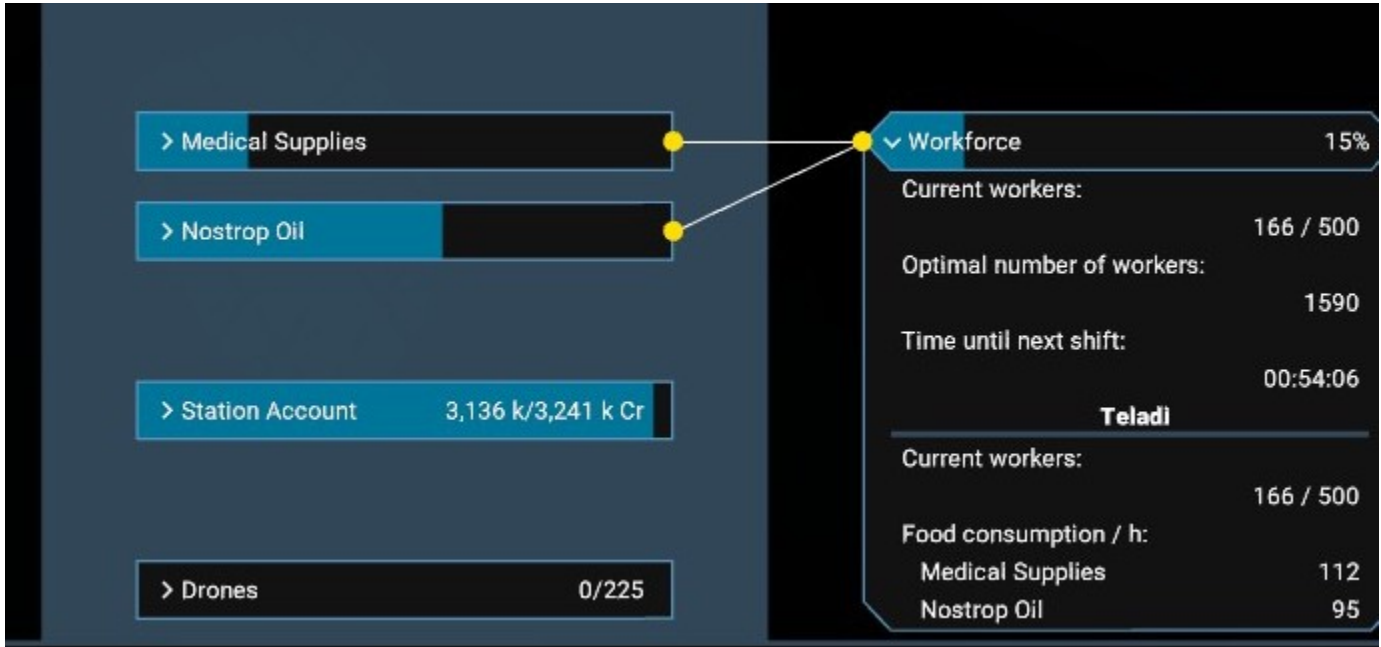 Medical Supplies
Nostrop Oil
Station Account 3,136 k/3,241 k Cr
Drones 0/225
Workforce 15%
Current workers:
166 / 500
Optimal number of workers:
1590
Time until next shift:
00:54:06
Teladi
Current workers:
166 / 500
Food consumption / h:
Medical Supplies 112
Nostrop Oil 95